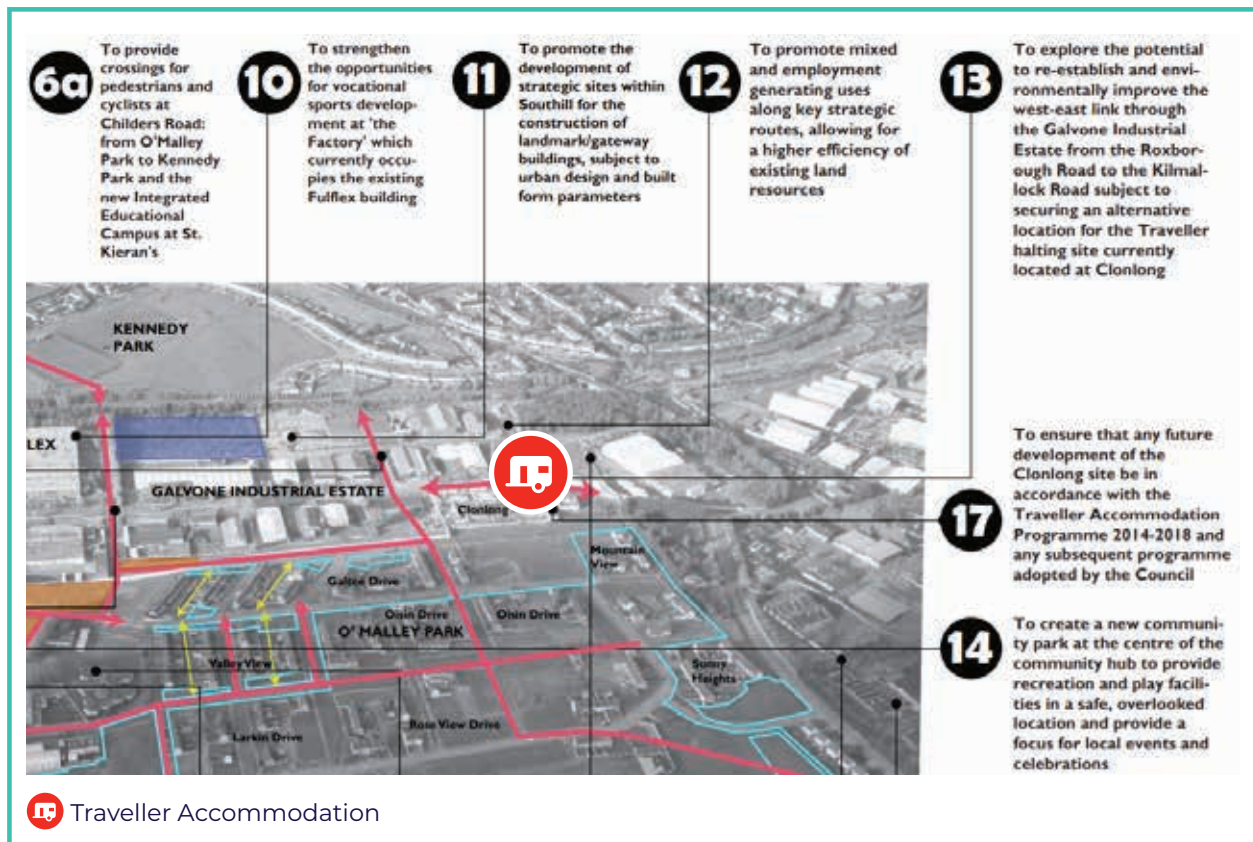 6a
To provide
crossings for
pedestrians and
cyclists at
Childers Road:
from O'Malley
Park to Kennedy
Park and the
new Integrated
Educational
Campus at St.
Kieran's
10
To strengthen
the opportunities
for vocational
sports develop-
ment at 'the
Factory' which
currently occu-
pies the existing
Fulflex building
11
To promote the
development of
strategic sites within
Southill for the
construction of
landmark/gateway
buildings, subject to
urban design and built
form parameters
12
To promote mixed
and employment
generating uses
along key strategic
routes, allowing for
a higher efficiency of
existing land
resources
13
To explore the potential
to re-establish and envi-
ronmentally improve the
west-east link through
the Galvone Industrial
Estate from the Roxbor-
ough Road to the Kilmal-
lock Road subject to
securing an alternative
location for the Traveller
halting site currently
located at Clonlong
KENNEDY
PARK
LEX
GALVONE INDUSTRIAL ESTATE
Clonlong
Mountain
View
Galtee Drive
Oisin Drive
Oisin Drive
O' MALLEY PARK
Valley View
Sunny
Heights
Rose View Drive
Larkin Drive
17
To ensure that any future
development of the
Clonlong site be in
accordance with the
Traveller Accommodation
Programme 2014-2018 and
any subsequent programme
adopted by the Council
14
To create a new communi-
ty park at the centre of the
community hub to provide
recreation and play facili-
ties in a safe, overlooked
location and provide a
focus for local events and
celebrations
Traveller Accommodation